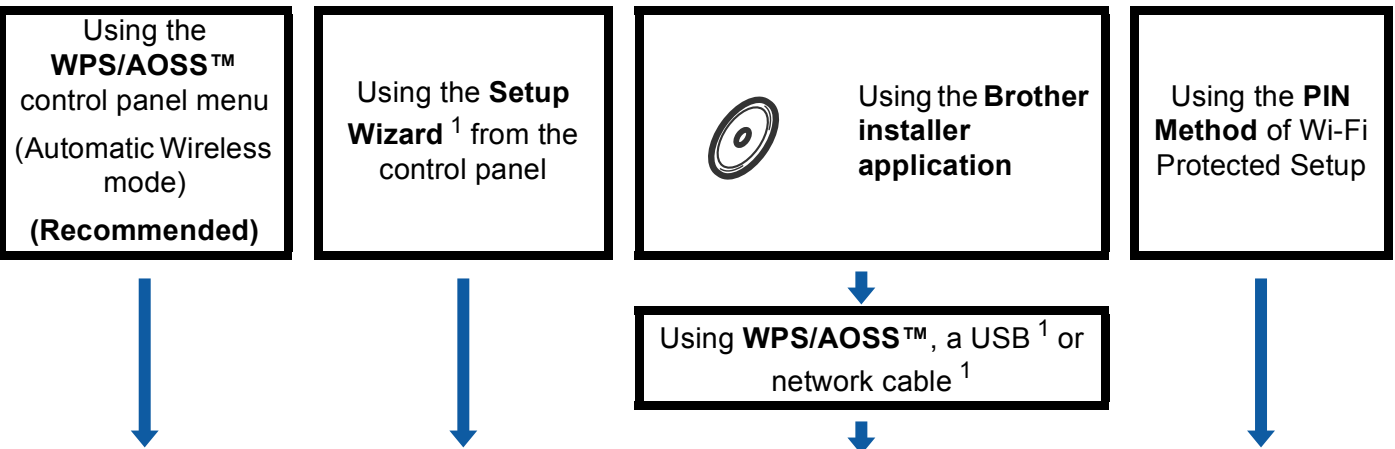 Using the
WPS/AOSS™
control panel menu
(Automatic Wireless
mode)
(Recommended)
Using the Setup
Wizard 1 from the
control panel
Using the Brother
installer
application
Using the PIN
Method of Wi-Fi
Protected Setup
Using WPS/AOSS™, a USB 1 or
network cable 1